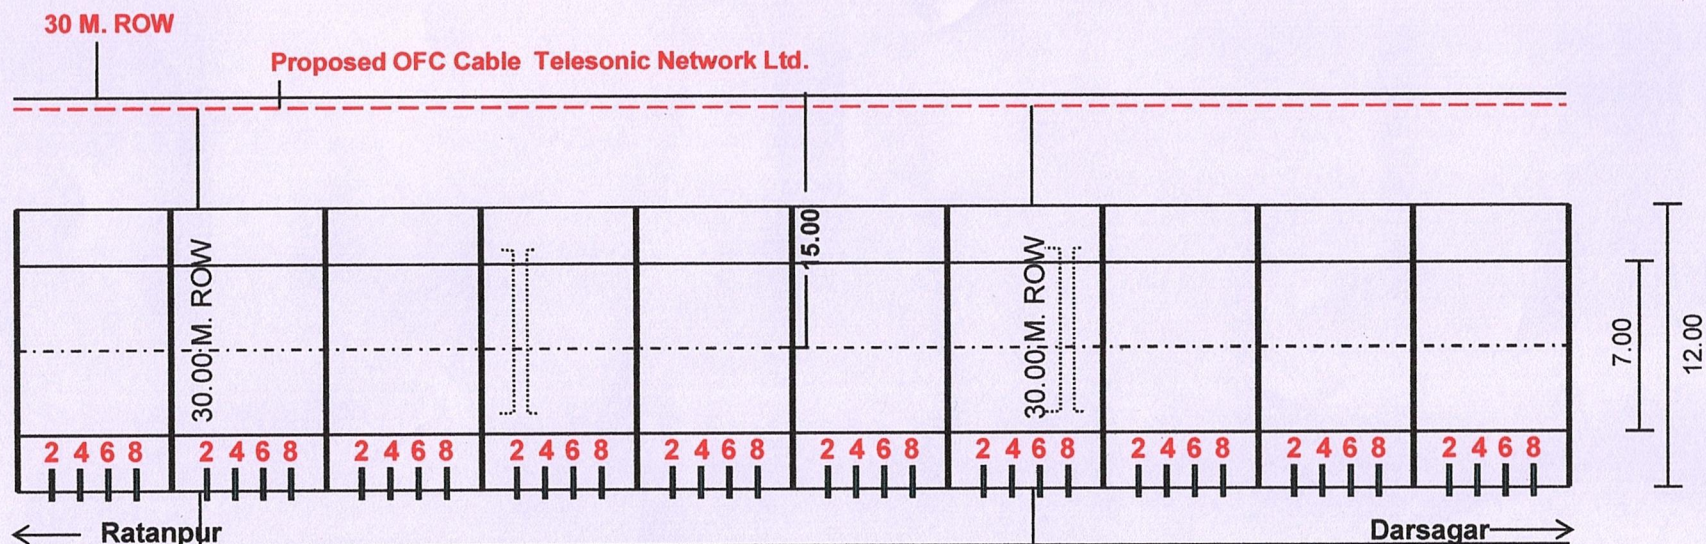 30 M. ROW
Proposed OFC Cable Telesonic Network Ltd.
15.00
30.00 M. ROW
30.00 M. ROW
7.00
12.00
2 4 6 8 2 4 6 8 2 4 6 8 2 4 6 8 2 4 6 8 2 4 6 8 2 4 6 8 2 4 6 8 2 4 6 8 2 4 6 8
Ratanpur
Darsagar